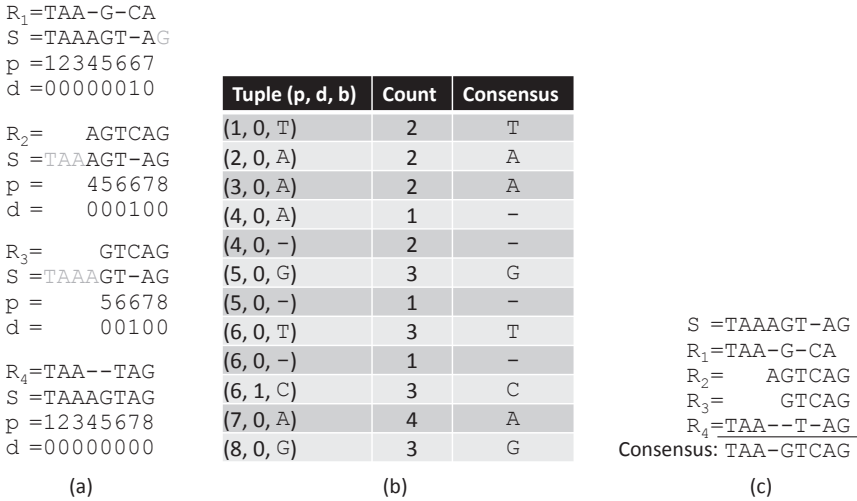 R₁=TAA-G-CA
S =TAAAGT-AG
p =12345667
d =00000010
R₂= AGTCAG
S =TAAAGT-AG
p = 456678
d = 000100
R₃= GTCAG
S =TAAAGT-AG
p = 56678
d = 00100
R₄=TAA--TAG
S =TAAAGTAG
p =12345678
d =00000000
(a)
Tuple (p, d, b) Count Consensus
(1, 0, T) 2 T
(2, 0, A) 2 A
(3, 0, A) 2 A
(4, 0, A) 1 -
(4, 0, -) 2 -
(5, 0, G) 3 G
(5, 0, -) 1 -
(6, 0, T) 3 T
(6, 0, -) 1 -
(6, 1, C) 3 C
(7, 0, A) 4 A
(8, 0, G) 3 G
(b)
S =TAAAGT-AG
R₁=TAA-G-CA
R₂= AGTCAG
R₃= GTCAG
R₄=TAA--T-AG
Consensus: TAA-GTCAG
(c)